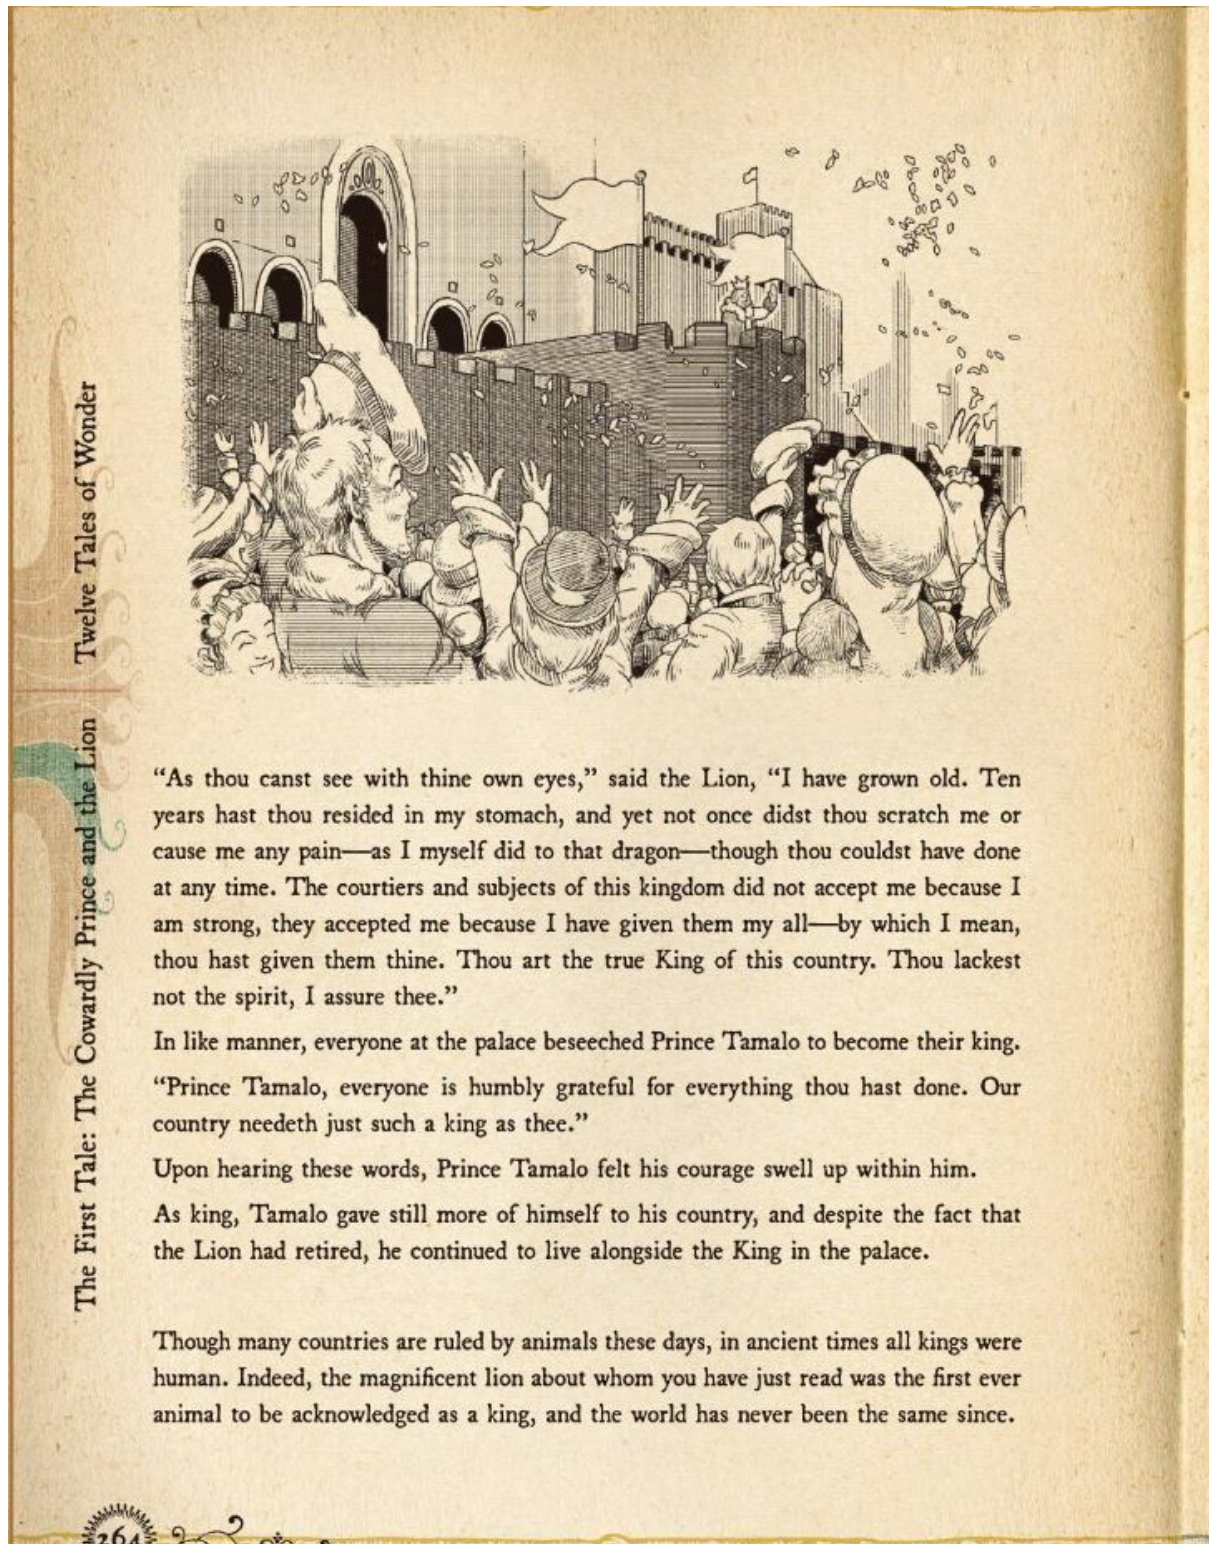 The First Tale: The Cowardly Prince and the Lion Twelve Tales of Wonder
“As thou canst see with thine own eyes,” said the Lion, “I have grown old. Ten
years hast thou resided in my stomach, and yet not once didst thou scratch me or
cause me any pain—as I myself did to that dragon—though thou couldst have done
at any time. The courtiers and subjects of this kingdom did not accept me because I
am strong, they accepted me because I have given them my all—by which I mean,
thou hast given them thine. Thou art the true King of this country. Thou lackest
not the spirit, I assure thee.”
In like manner, everyone at the palace beseeched Prince Tamalo to become their king.
“Prince Tamalo, everyone is humbly grateful for everything thou hast done. Our
country needeth just such a king as thee.”
Upon hearing these words, Prince Tamalo felt his courage swell up within him.
As king, Tamalo gave still more of himself to his country, and despite the fact that
the Lion had retired, he continued to live alongside the King in the palace.
Though many countries are ruled by animals these days, in ancient times all kings were
human. Indeed, the magnificent lion about whom you have just read was the first ever
animal to be acknowledged as a king, and the world has never been the same since.
264